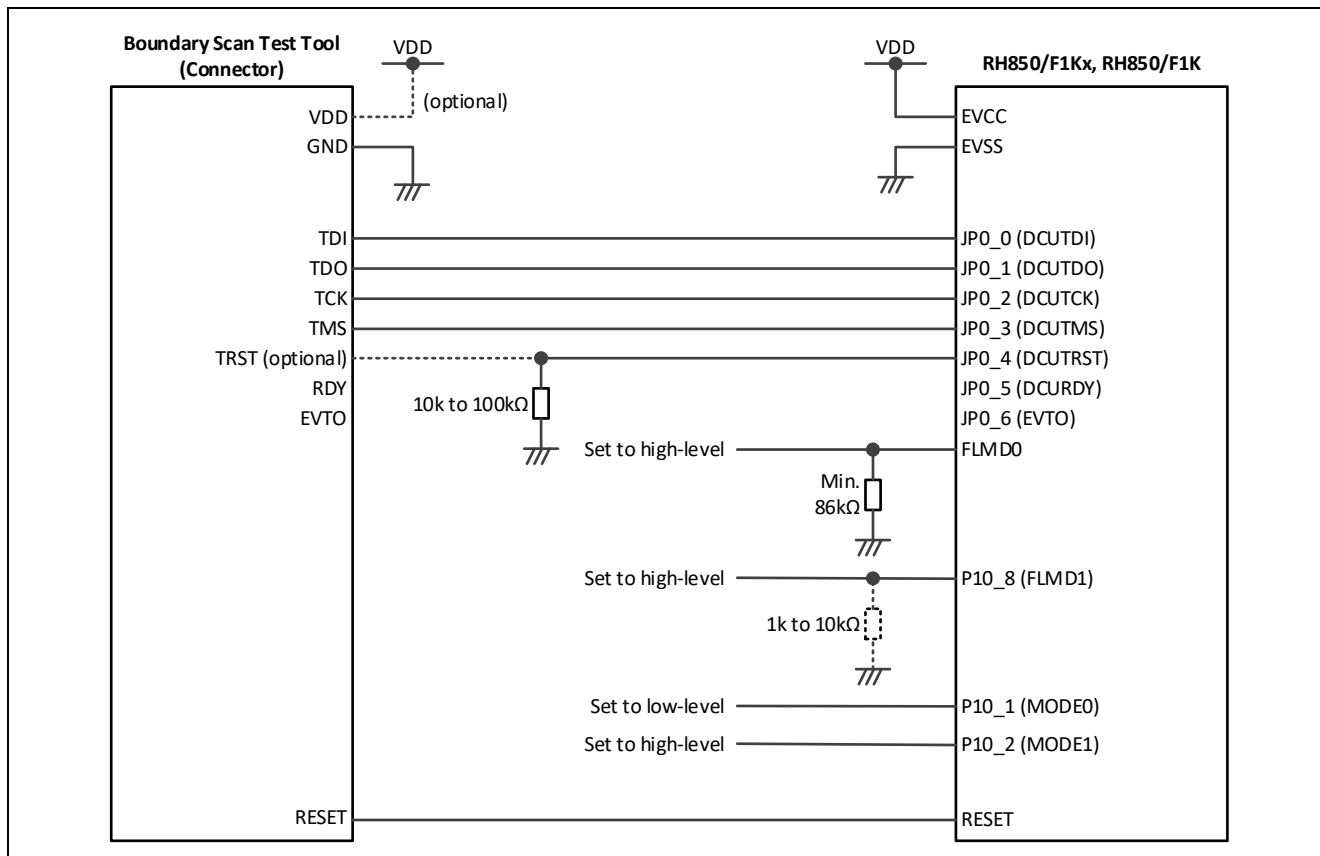 Boundary Scan Test Tool
(Connector)
VDD
VDD
RH850/F1Kx, RH850/F1K
(optional)
VDD
GND
EVCC
EVSS
TDI
JP0_0 (DCUTDI)
TDO
JP0_1 (DCUTDO)
TCK
JP0_2 (DCUTCK)
TMS
JP0_3 (DCUTMS)
TRST (optional)
JP0_4 (DCUTRST)
RDY
JP0_5 (DCURDY)
EVTO
JP0_6 (EVTO)
10k to 100kΩ
Set to high-level
FLMD0
Min.
86kΩ
Set to high-level
P10_8 (FLMD1)
1k to 10kΩ
Set to low-level
P10_1 (MODE0)
Set to high-level
P10_2 (MODE1)
RESET
RESET